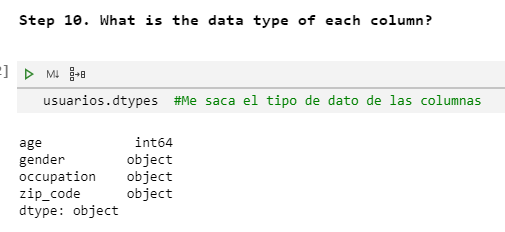 Step 10. What is the data type of each column?
]
M↓
usuarios.dtypes #Me saca el tipo de dato de las columnas
age int64
gender object
occupation object
zip_code object
dtype: object